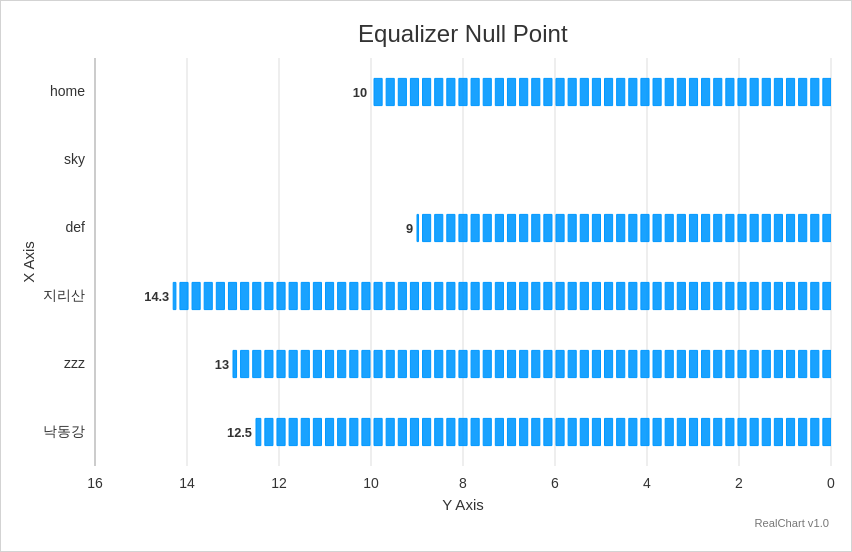 Equalizer Null Point
home
10
sky
def
9
X Axis
지리산
14.3
zzz
13
낙동강
12.5
16 14 12 10 8 6 4 2 0
Y Axis
RealChart v1.0